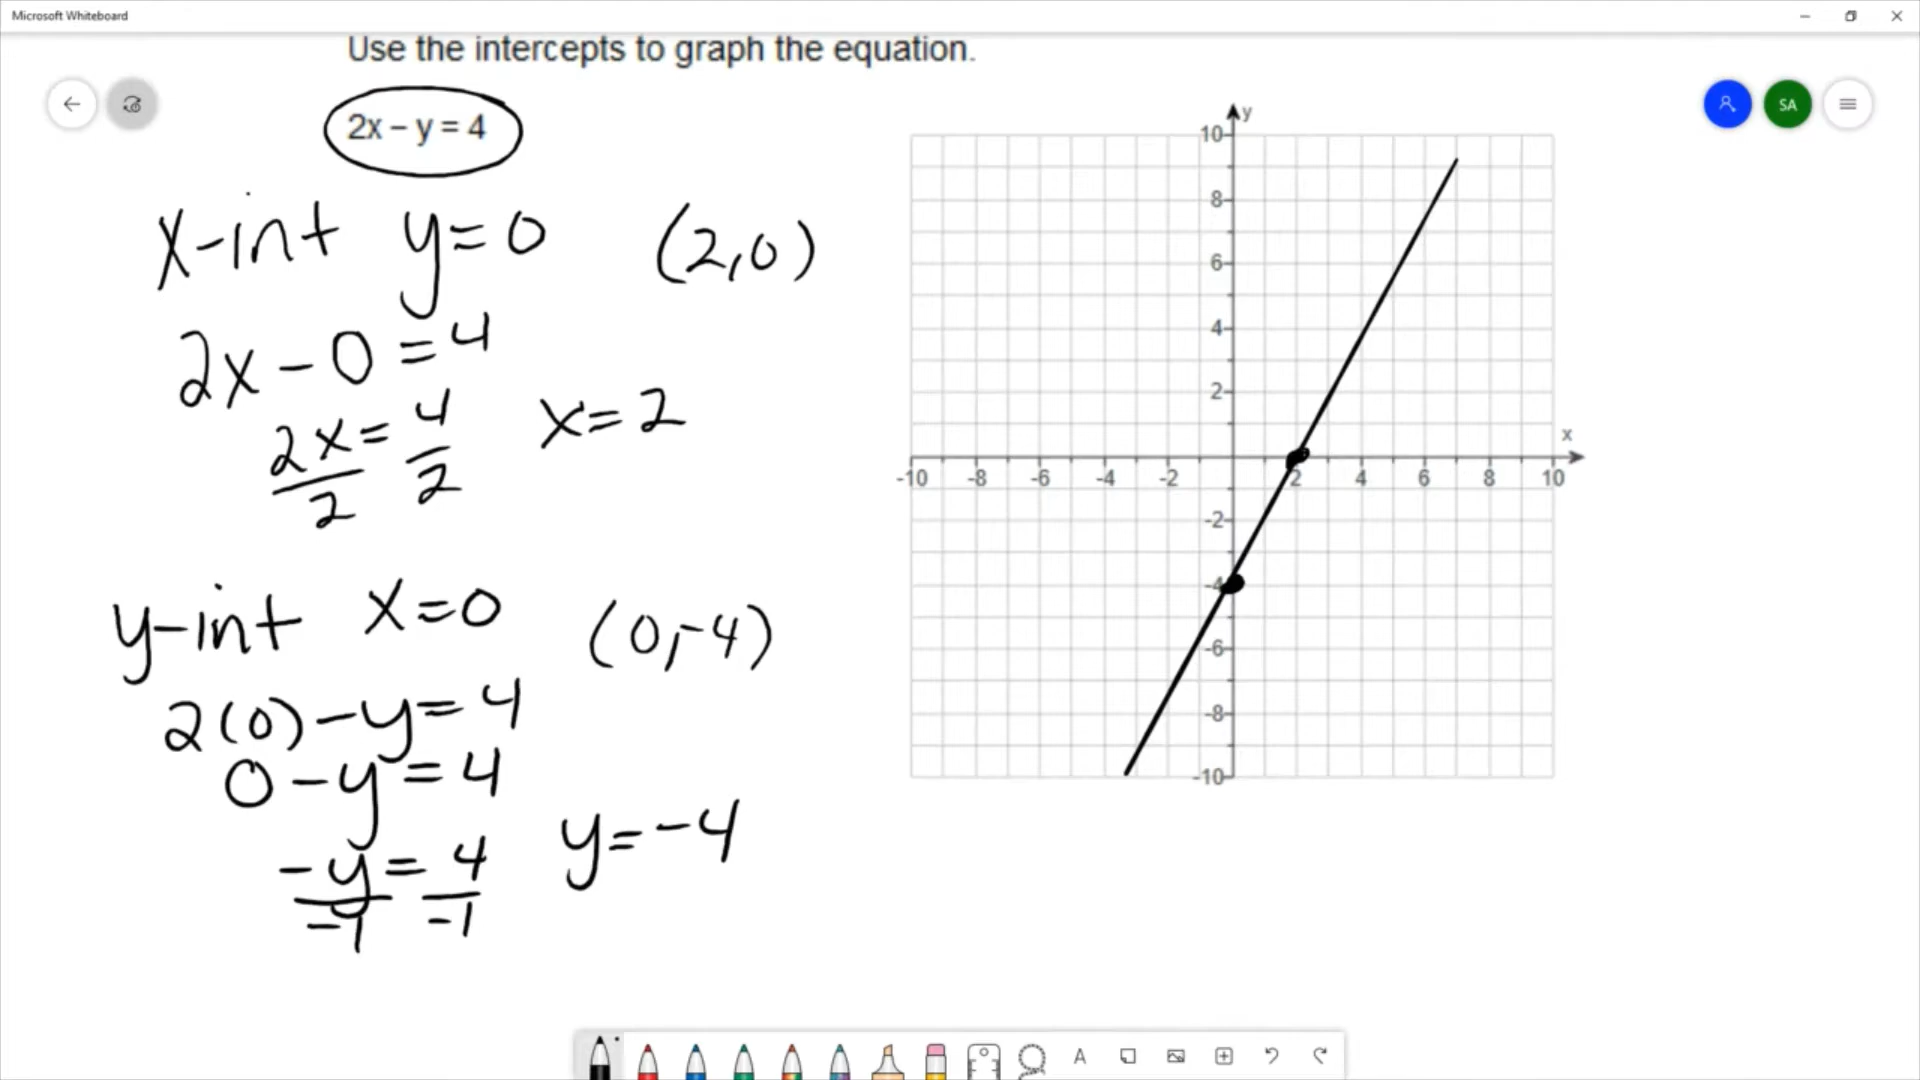 Microsoft Whiteboard
Use the intercepts to graph the equation.
2x – y = 4
x-int y=0 (2,0)
2x - 0 = 4
2x = 4 x=2
2 2
y-int x=0 (0,-4)
2(0) - y = 4
0 - y = 4
-y = 4 y=-4
-1 -1
y
10
8
6
4
2
x
-10 -8 -6 -4 -2 2 4 6 8 10
-2
-4
-6
-8
-10
SA
A